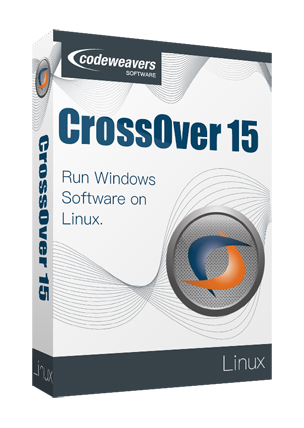 codeweavers
SOFTWARE
CrossOver 15
Run Windows
Software on
Linux.
Linux
CrossOver 15
Linux